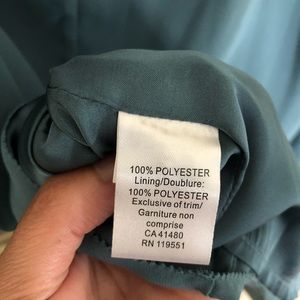 100% POLYESTER
Lining/Doublure:
100% POLYESTER
Exclusive of trim/
Garniture non
comprise
CA 41480
RN 119551